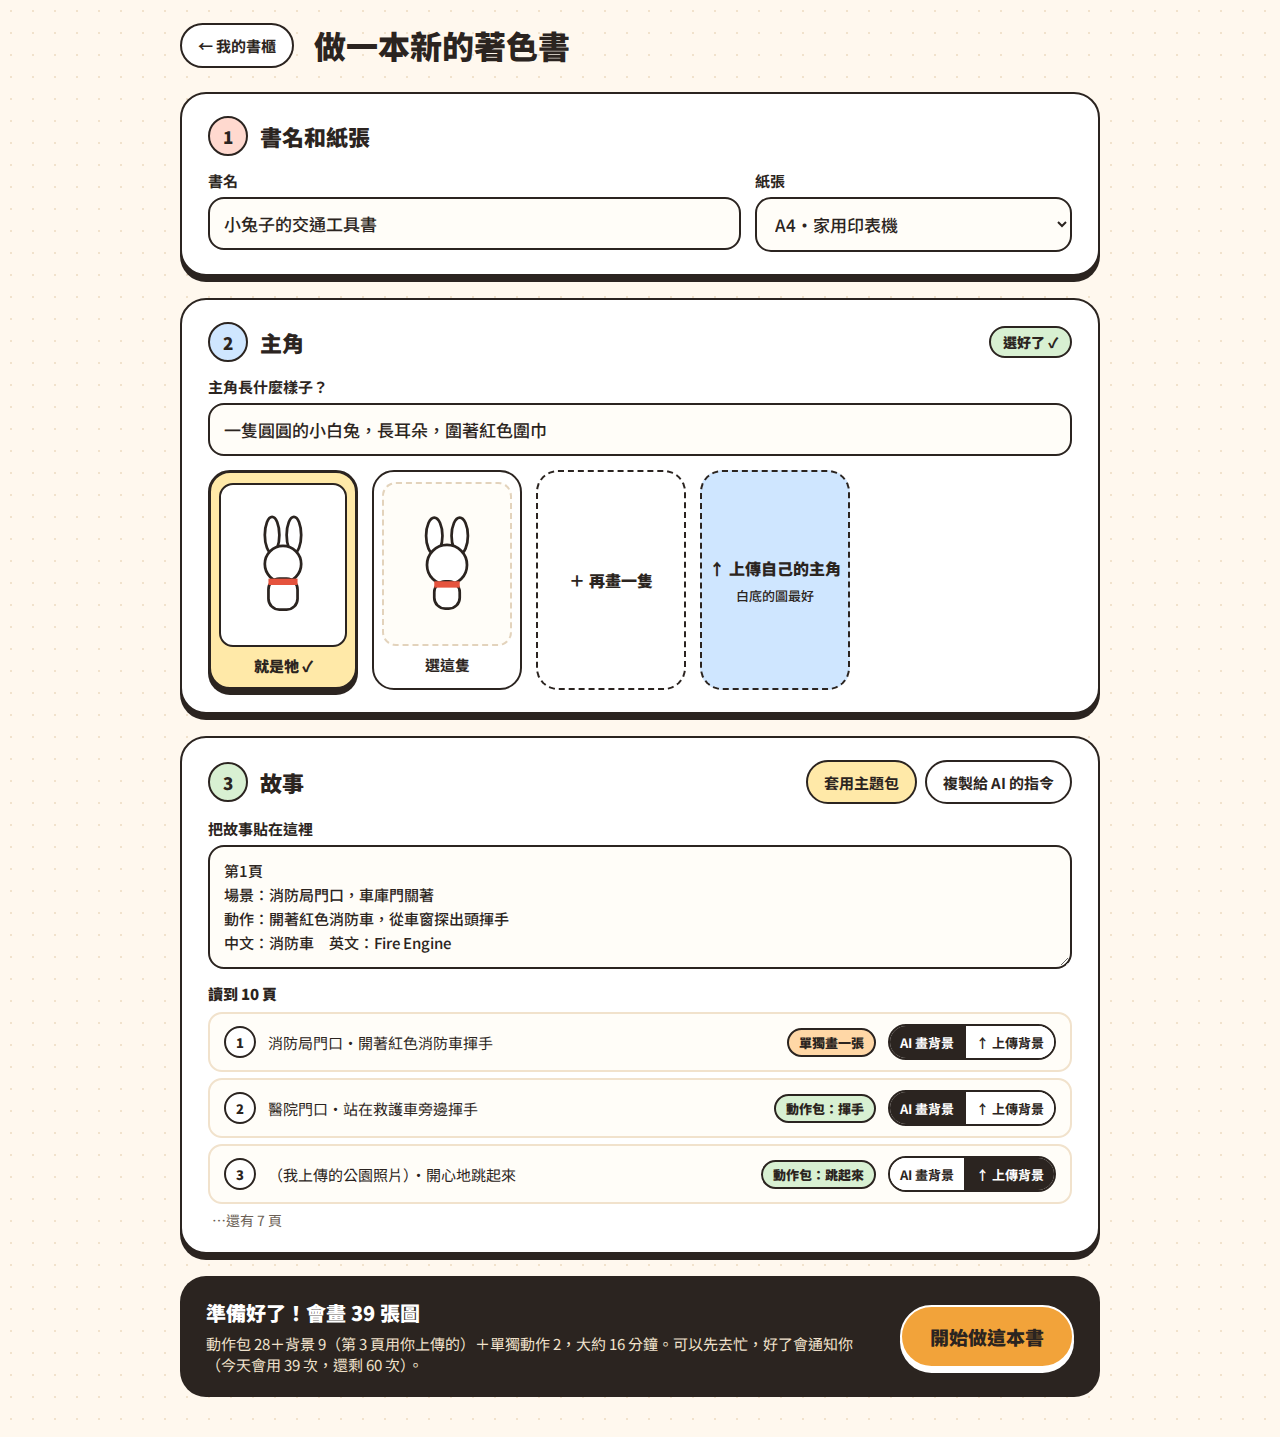 ← 我的書櫃
做一本新的著色書
1 書名和紙張
書名
紙張
小兔子的交通工具書
A4・家用印表機
2 主角
選好了 ✓
主角長什麼樣子？
一隻圓圓的小白兔，長耳朵，圍著紅色圍巾
就是牠 ✓
選這隻
＋ 再畫一隻
↑ 上傳自己的主角
白底的圖最好
3 故事
套用主題包
複製給 AI 的指令
把故事貼在這裡
第1頁
場景：消防局門口，車庫門關著
動作：開著紅色消防車，從車窗探出頭揮手
中文：消防車　英文：Fire Engine
讀到 10 頁
1 消防局門口・開著紅色消防車揮手 單獨畫一張 AI 畫背景 ↑ 上傳背景
2 醫院門口・站在救護車旁邊揮手 動作包：揮手 AI 畫背景 ↑ 上傳背景
3 （我上傳的公園照片）・開心地跳起來 動作包：跳起來 AI 畫背景 ↑ 上傳背景
…還有 7 頁
準備好了！會畫 39 張圖
動作包 28＋背景 9（第 3 頁用你上傳的）＋單獨動作 2，大約 16 分鐘。可以先去忙，好了會通知你
（今天會用 39 次，還剩 60 次）。
開始做這本書